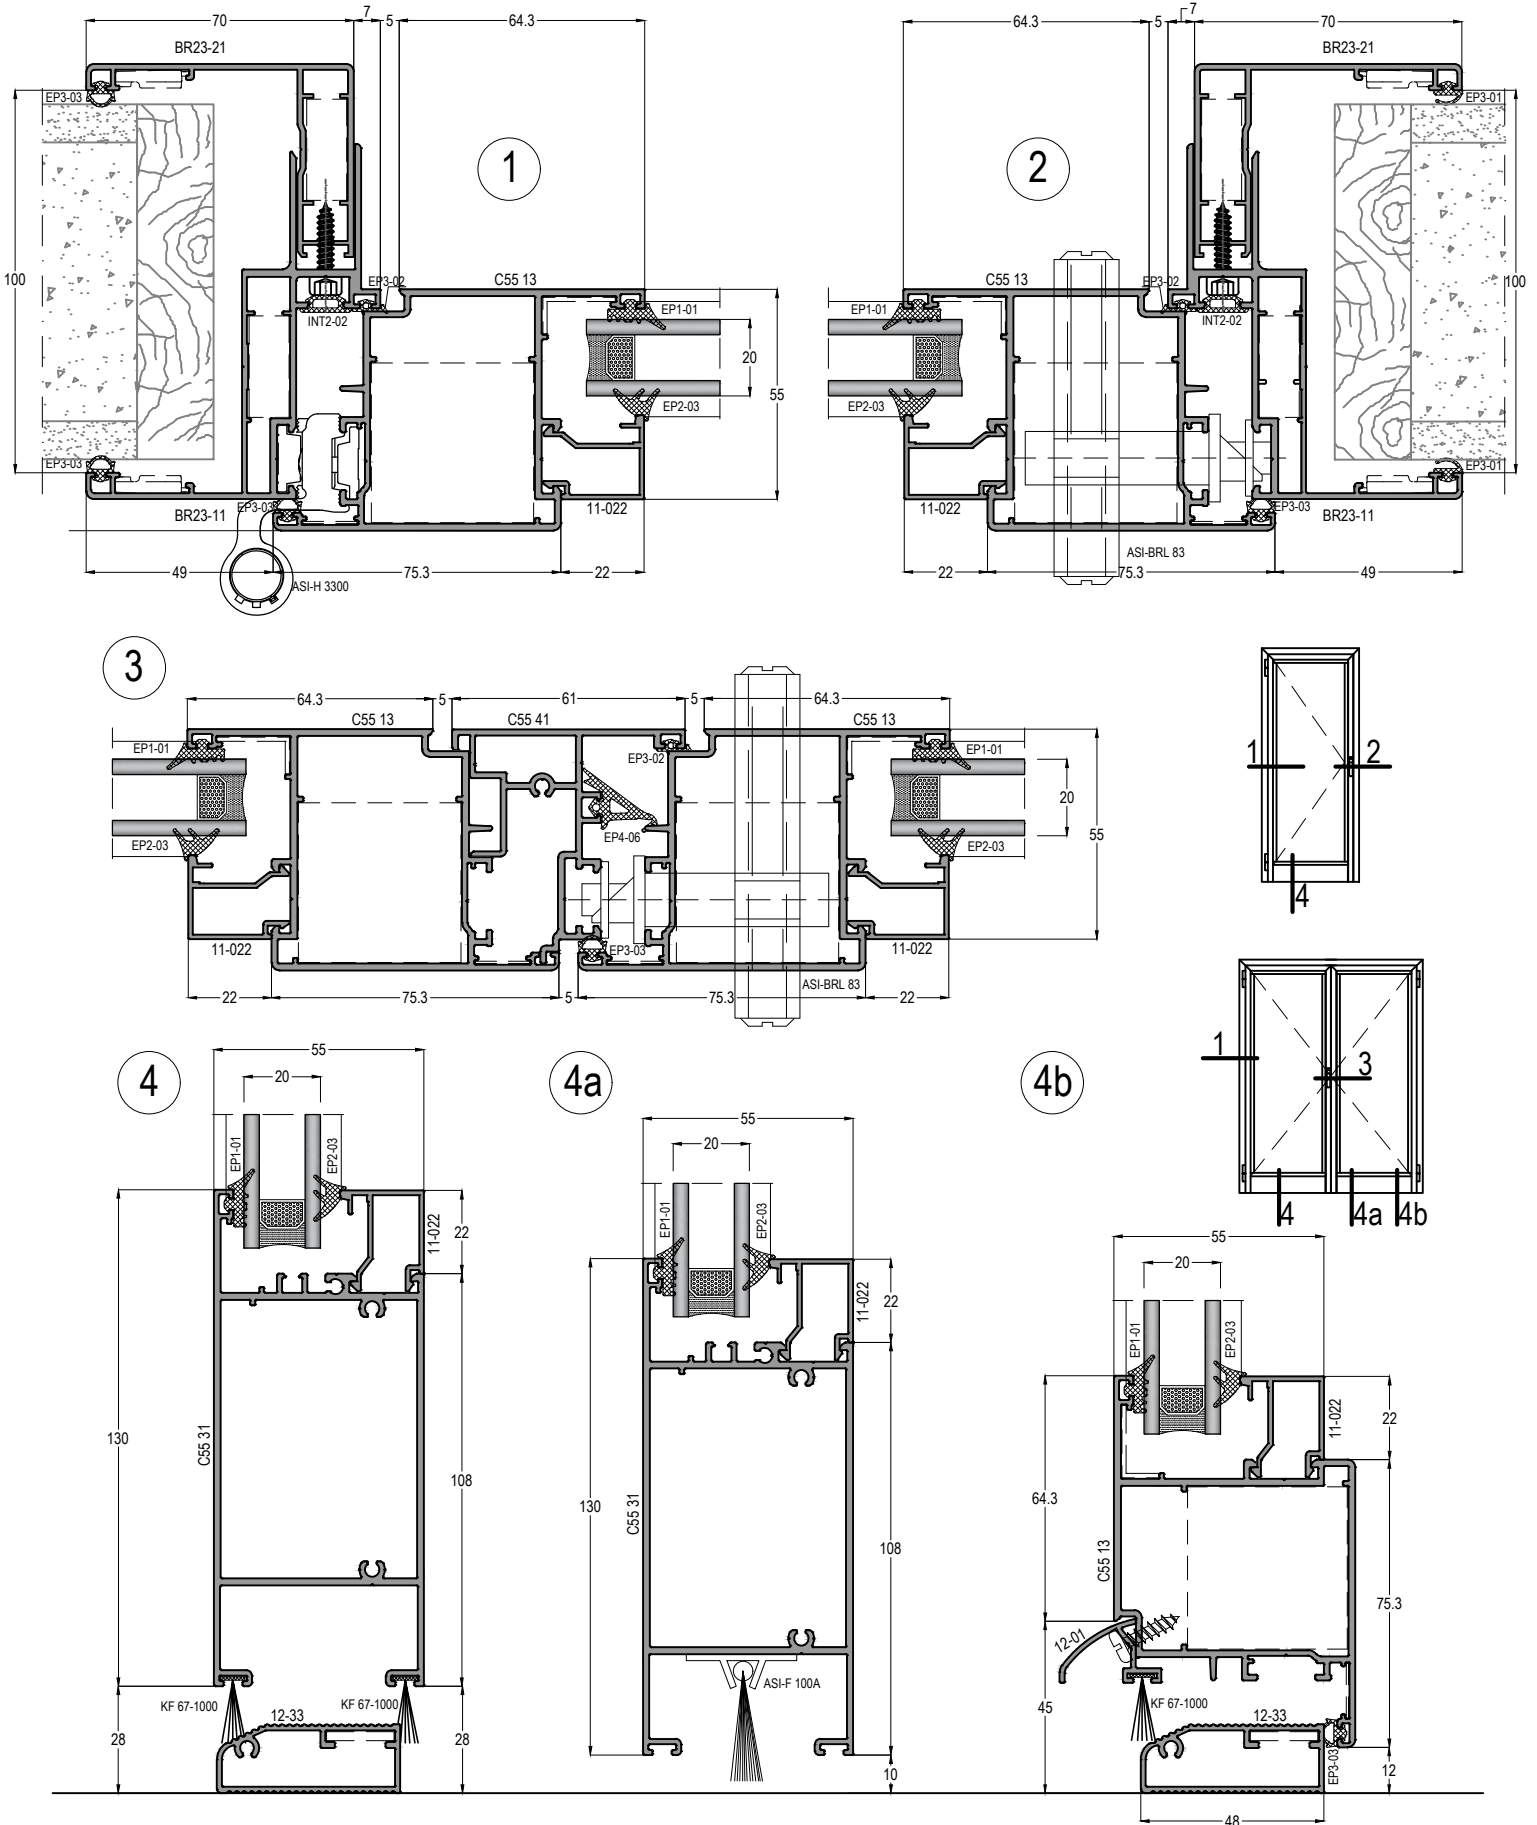 70 7 5 64.3
BR23-21
EP3-03
1
100
EP3-02
C55 13
EP1-01
INT2-02
20
55
EP2-03
EP3-03
EP3-03
11-022
BR23-11
49 75.3 22
ASI-H 3300
64.3 5 7 70
BR23-21
EP3-01
2
C55 13
EP3-02
100
EP1-01
INT2-02
EP2-03
EP3-01
11-022
EP3-03
BR23-11
ASI-BRL 83
22 75.3 49
3
64.3 5 61 5 64.3
C55 13 C55 41 C55 13
EP1-01
EP3-02
EP1-01
20
55
EP2-03
EP4-06
EP2-03
11-022
EP3-03
11-022
ASI-BRL 83
22 75.3 5 75.3 22
1 2
4
1
3
4 4a 4b
4
55
20
EP1-01
EP2-03
11-022
22
130
C55 31
108
KF 67-1000
KF 67-1000
12-33
28
28
4a
55
20
EP1-01
EP2-03
11-022
22
130
C55 31
108
ASI-F 100A
10
4b
55
20
EP1-01
EP2-03
11-022
22
64.3
C55 13
75.3
12-01
KF 67-1000
12-33
45
EP3-03
12
48